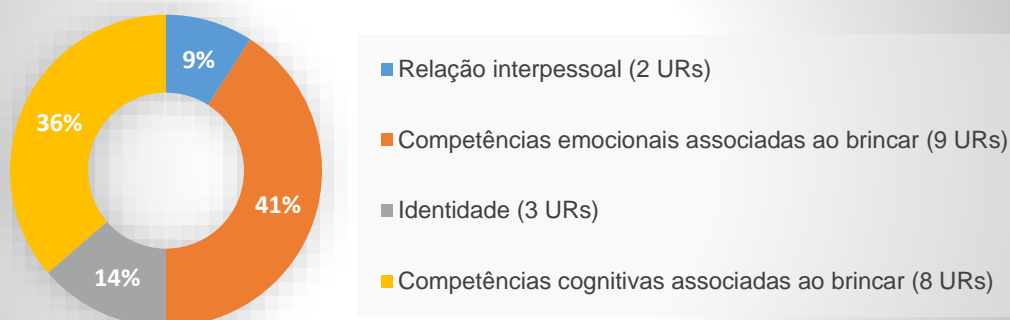 9%
36%
41%
14%
Relação interpessoal (2 URs)
Competências emocionais associadas ao brincar (9 URs)
Identidade (3 URs)
Competências cognitivas associadas ao brincar (8 URs)